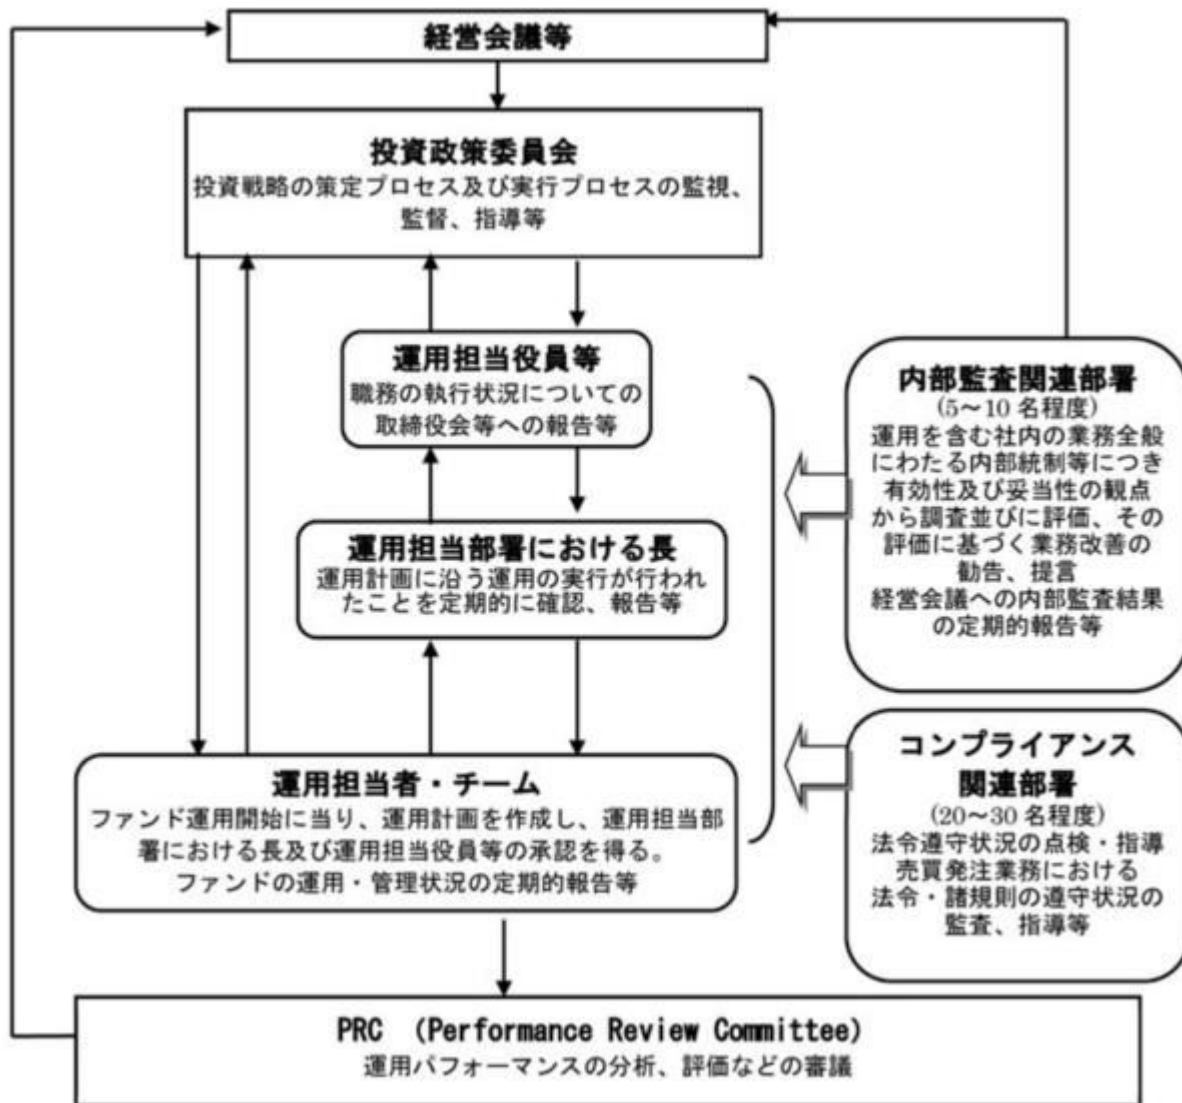 経営会議等
投資政策委員会
投資戦略の策定プロセス及び実行プロセスの監視、
監督、指導等
運用担当役員等
職務の執行状況についての
取締役会等への報告等
運用担当部署における長
運用計画に沿う運用の実行が行われ
たことを定期的に確認、報告等
運用担当者・チーム
ファンド運用開始に当り、運用計画を作成し、運用担当部
署における長及び運用担当役員等の承認を得る。
ファンドの運用・管理状況の定期的報告等
内部監査関連部署
(5～10 名程度)
運用を含む社内の業務全般
にわたる内部統制等につき
有効性及び妥当性の観点
から調査並びに評価、その
評価に基づく業務改善の
勧告、提言
経営会議への内部監査結果
の定期的報告等
コンプライアンス
関連部署
(20～30 名程度)
法令遵守状況の点検・指導
売買発注業務における
法令・諸規則の遵守状況の
監査、指導等
PRC （Performance Review Committee）
運用パフォーマンスの分析、評価などの審議